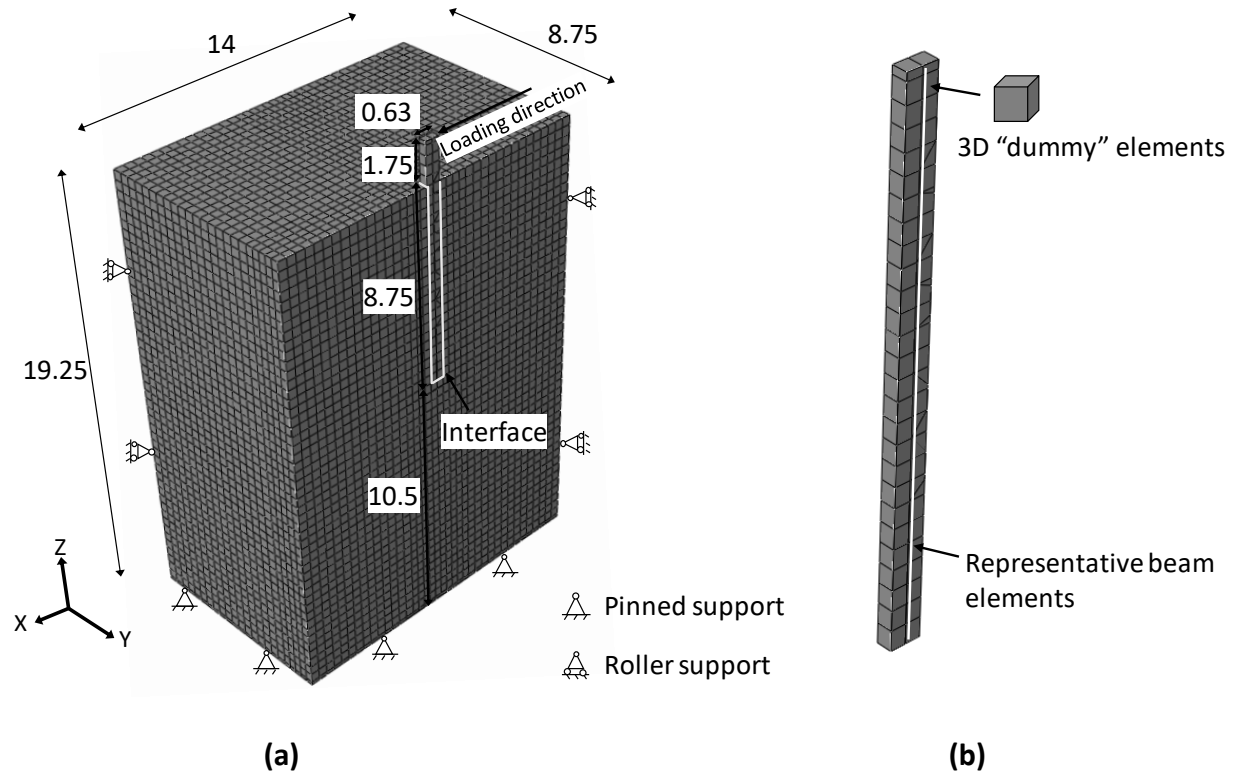 14
8.75
0.63
Loading direction
1.75
3D “dummy” elements
8.75
19.25
Interface
10.5
Z
X
Y
Pinned support
Roller support
Representative beam
elements
(a)
(b)